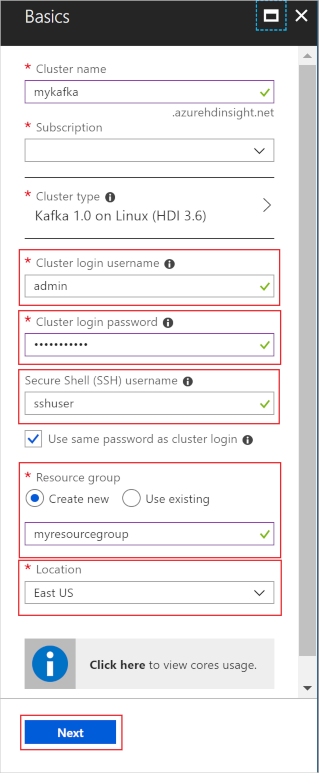 Basics
* Cluster name
mykafka
.azurehdinsight.net
* Subscription
* Cluster type
Kafka 1.0 on Linux (HDI 3.6)
* Cluster login username
admin
* Cluster login password
•••••••••••
Secure Shell (SSH) username
sshuser
Use same password as cluster login
* Resource group
Create new Use existing
myresourcegroup
* Location
East US
Click here to view cores usage.
Next